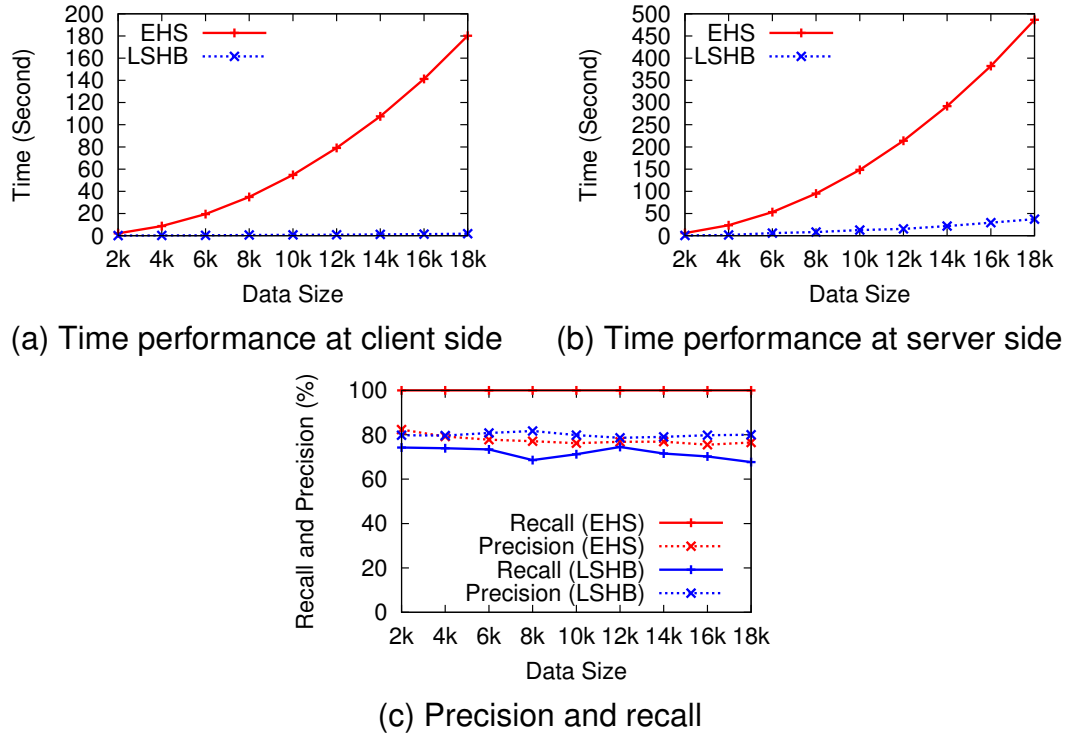 Time (Second)
200
180
160
140
120
100
80
60
40
20
0
EHS
LSHB
2k 4k 6k 8k 10k 12k 14k 16k 18k
Data Size
(a) Time performance at client side
Time (Second)
500
450
400
350
300
250
200
150
100
50
0
EHS
LSHB
2k 4k 6k 8k 10k 12k 14k 16k 18k
Data Size
(b) Time performance at server side
Recall and Precision (%)
100
80
60
40
20
0
Recall (EHS)
Precision (EHS)
Recall (LSHB)
Precision (LSHB)
2k 4k 6k 8k 10k 12k 14k 16k 18k
Data Size
(c) Precision and recall